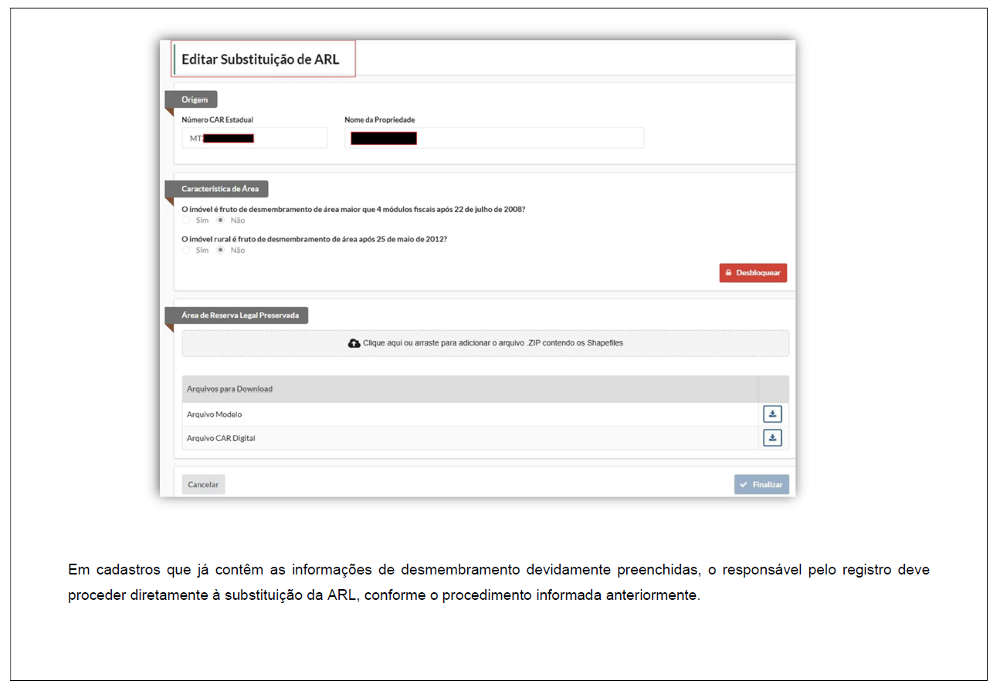 Editar Substituição de ARL
Origem
Número CAR Estadual
Nome da Propriedade
MT
Característica de Área
O imóvel é fruto de desmembramento de área maior que 4 módulos fiscais após 22 de julho de 2008?
Sim Não
O imóvel rural é fruto de desmembramento de área após 25 de maio de 2012?
Sim Não
Desbloquear
Área de Reserva Legal Preservada
Clique aqui ou arraste para adicionar o arquivo .ZIP contendo os Shapefiles
Arquivos para Download
Arquivo Modelo
Arquivo CAR Digital
Cancelar
Finalizar
Em cadastros que já contêm as informações de desmembramento devidamente preenchidas, o responsável pelo registro deve
proceder diretamente à substituição da ARL, conforme o procedimento informada anteriormente.